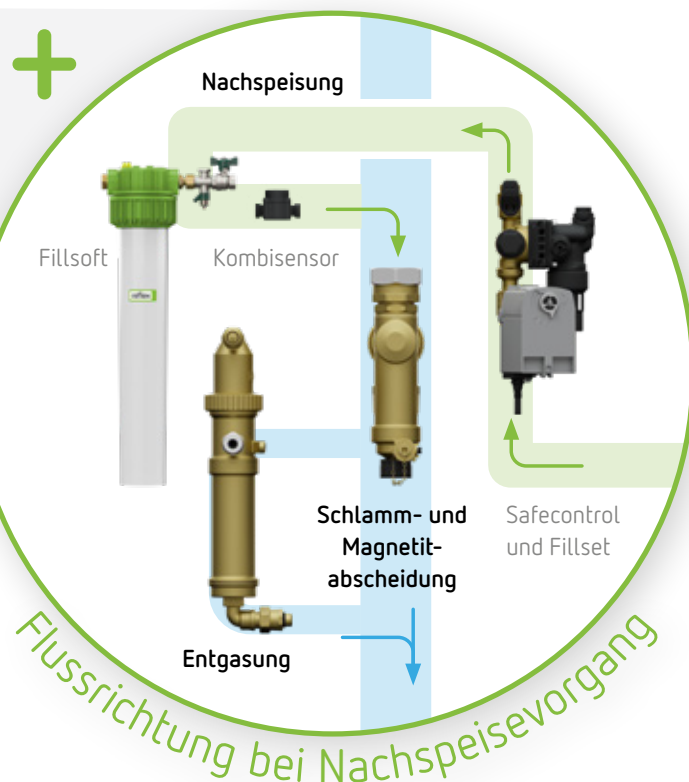 Nachspeisung
Fillsoft
Kombisensor
Schlamm- und
Magnetit-
abscheidung
Safecontrol
und Fillset
Entgasung
Flussrichtung bei Nachspeisevorgang